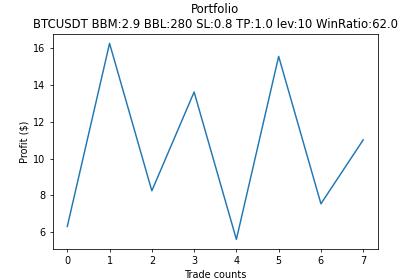 Portfolio
BTCUSDT BBM:2.9 BBL:280 SL:0.8 TP:1.0 lev:10 WinRatio:62.0
16
14
12
10
8
6
Profit ($)
0 1 2 3 4 5 6 7
Trade counts